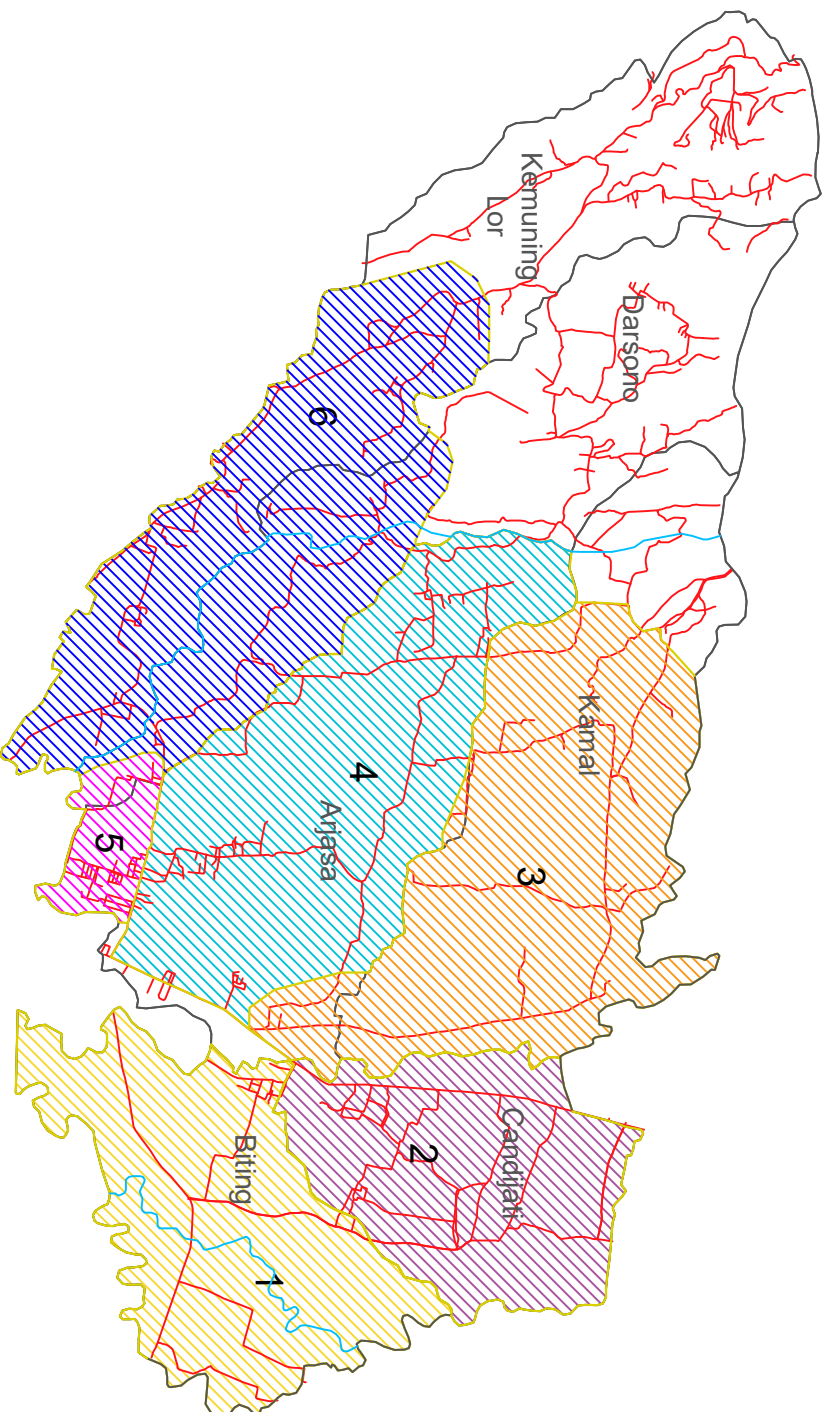 Kemuning
Lor
Darsono
6
Kamal
4
Arjasa
3
5
Candijati
2
Biting
1